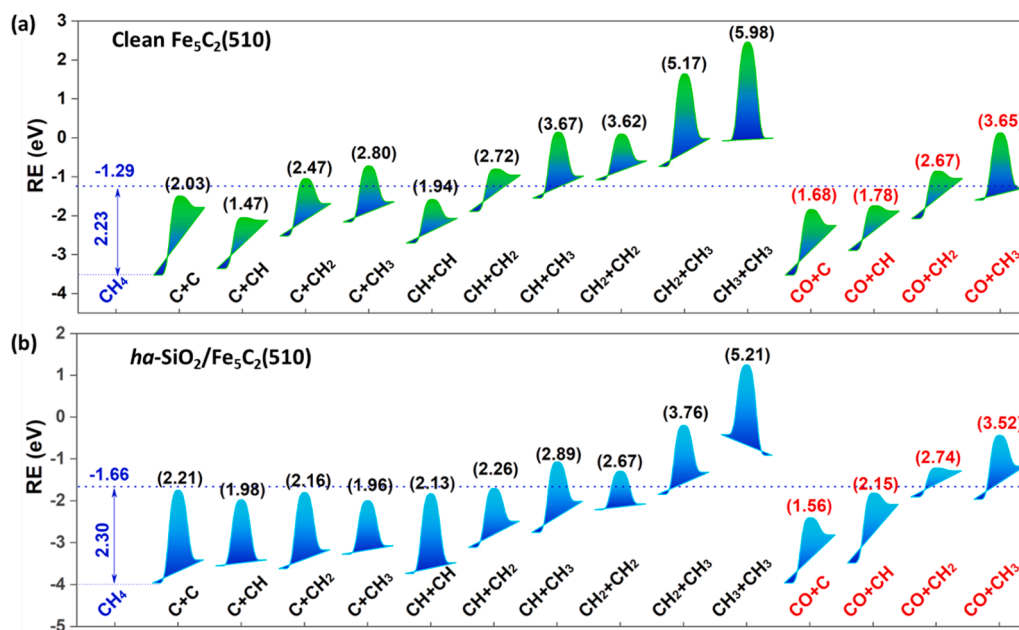 (a)
Clean Fe₅C₂(510)
RE (eV)
3
2
1
0
-1
-2
-3
-4
-1.29
2.23
(2.03)
(1.47)
(2.47)
(2.80)
(1.94)
(2.72)
(3.67)
(3.62)
(5.17)
(5.98)
(1.68)
(1.78)
(2.67)
(3.65)
CH₄
C+C
C+CH
C+CH₂
C+CH₃
CH+CH
CH+CH₂
CH+CH₃
CH₂+CH₂
CH₂+CH₃
CH₃+CH₃
CO+C
CO+CH
CO+CH₂
CO+CH₃
(b)
ha-SiO₂/Fe₅C₂(510)
RE (eV)
2
1
0
-1
-2
-3
-4
-5
-1.66
2.30
(2.21)
(1.98)
(2.16)
(1.96)
(2.13)
(2.26)
(2.89)
(2.67)
(3.76)
(5.21)
(1.56)
(2.15)
(2.74)
(3.52)
CH₄
C+C
C+CH
C+CH₂
C+CH₃
CH+CH
CH+CH₂
CH+CH₃
CH₂+CH₂
CH₂+CH₃
CH₃+CH₃
CO+C
CO+CH
CO+CH₂
CO+CH₃